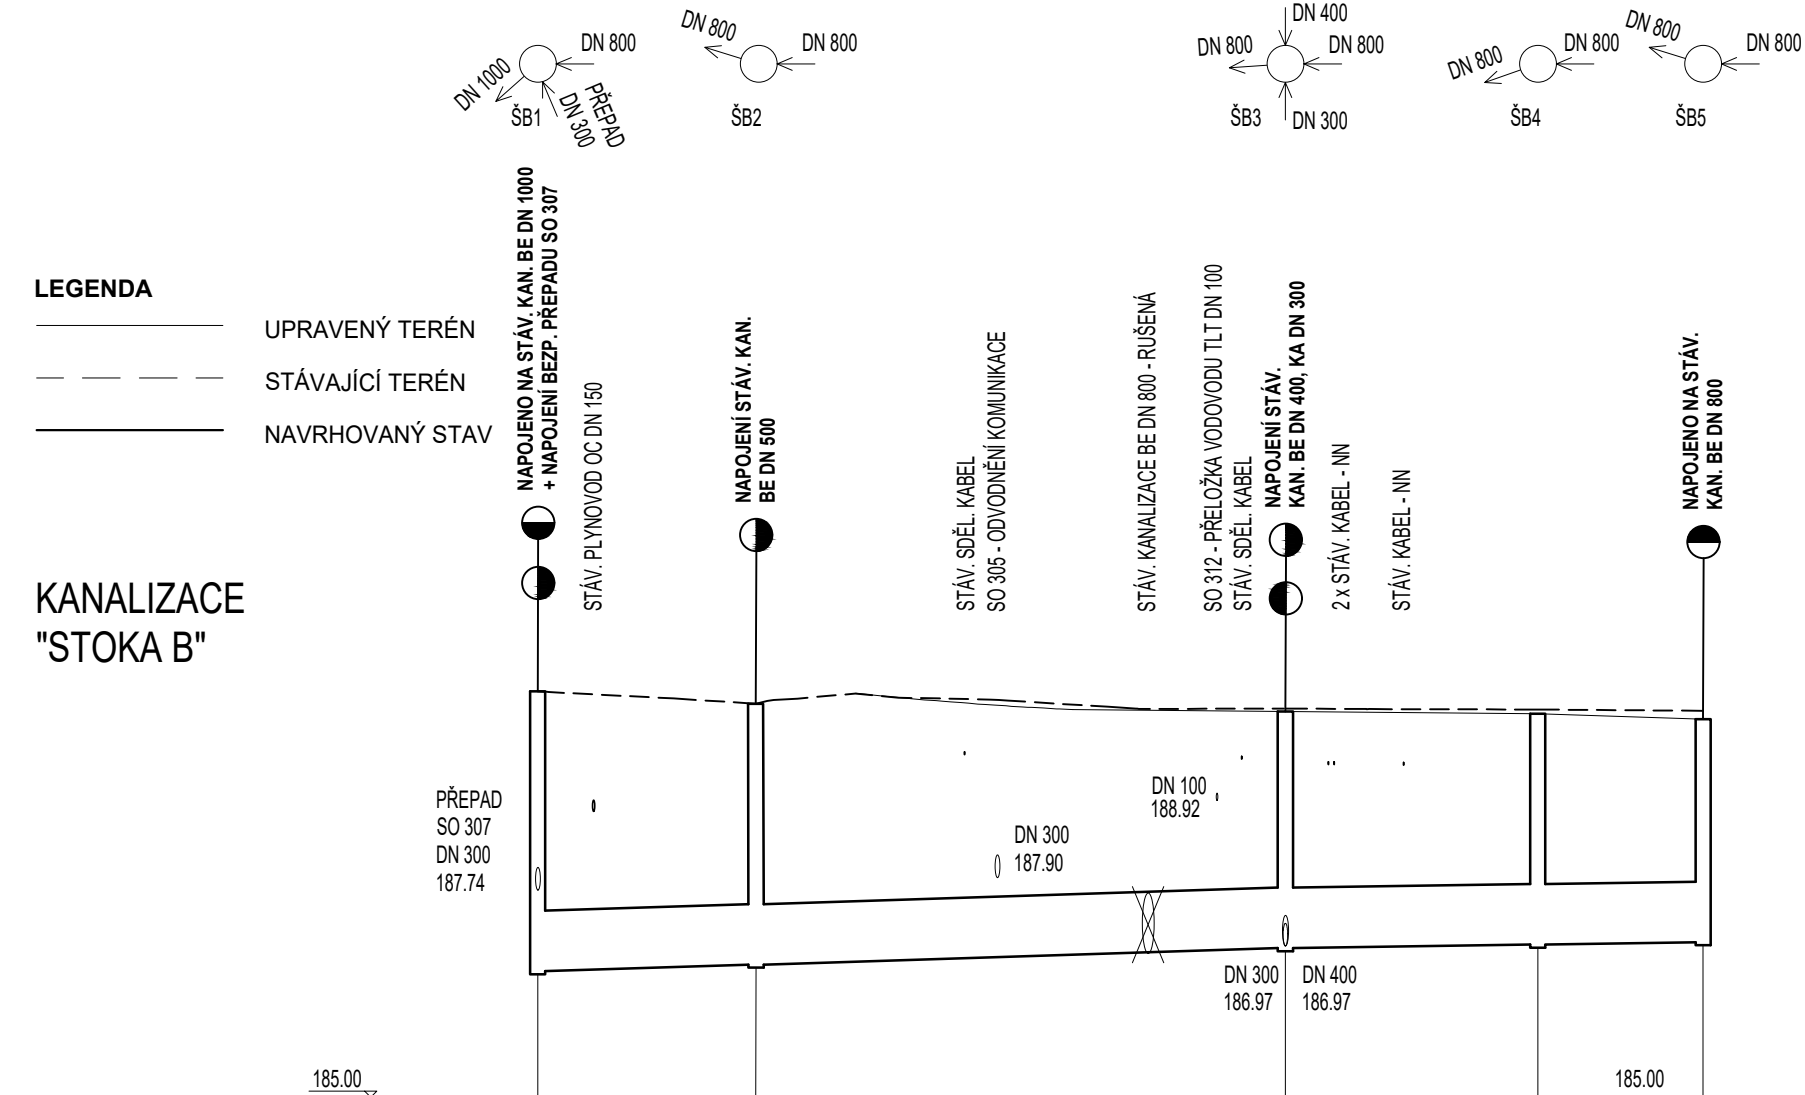 DN 1000
DN 800
DN 300
PŘEPAD
ŠB1
DN 800
DN 800
ŠB2
DN 400
DN 800
DN 800
ŠB3
DN 300
DN 800
DN 800
ŠB4
DN 800
DN 800
ŠB5
LEGENDA
UPRAVENÝ TERÉN
STÁVAJÍCÍ TERÉN
NAVRHOVANÝ STAV
KANALIZACE
"STOKA B"
NAPOJENO NA STÁV. KAN. BE DN 1000
+ NAPOJENÍ BEZP. PŘEPADU SO 307
STÁV. PLYNOVOD OC DN 150
NAPOJENÍ STÁV. KAN.
BE DN 500
STÁV. SDĚL. KABEL
SO 305 - ODVODNĚNÍ KOMUNIKACE
STÁV. KANALIZACE BE DN 800 - RUŠENÁ
SO 312 - PŘELOŽKA VODOVODU TLT DN 100
STÁV. SDĚL. KABEL
NAPOJENÍ STÁV.
KAN. BE DN 400, KA DN 300
2 x STÁV. KABEL - NN
STÁV. KABEL - NN
NAPOJENO NA STÁV.
KAN. BE DN 800
PŘEPAD
SO 307
DN 300
187.74
DN 300
187.90
DN 100
188.92
DN 300
186.97
DN 400
186.97
185.00
185.00